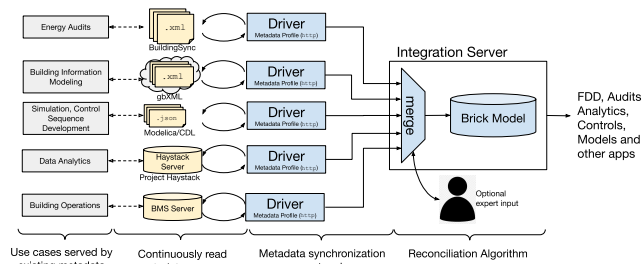 Energy Audits
.xml
BuildingSync
Driver
Metadata Profile (http)
Building Information
Modeling
.xml
gbXML
Driver
Metadata Profile (http)
Simulation, Control
Sequence
Development
.json
Modelica/CDL
Driver
Metadata Profile (http)
Data Analytics
Haystack
Server
Project Haystack
Driver
Metadata Profile (http)
Building Operations
BMS Server
Driver
Metadata Profile (http)
Integration Server
merge
Brick Model
Optional
expert input
FDD, Audits
Analytics,
Controls,
Models and
other apps
Use cases served by
existing metadata
Continuously read
Metadata synchronization
Reconciliation Algorithm